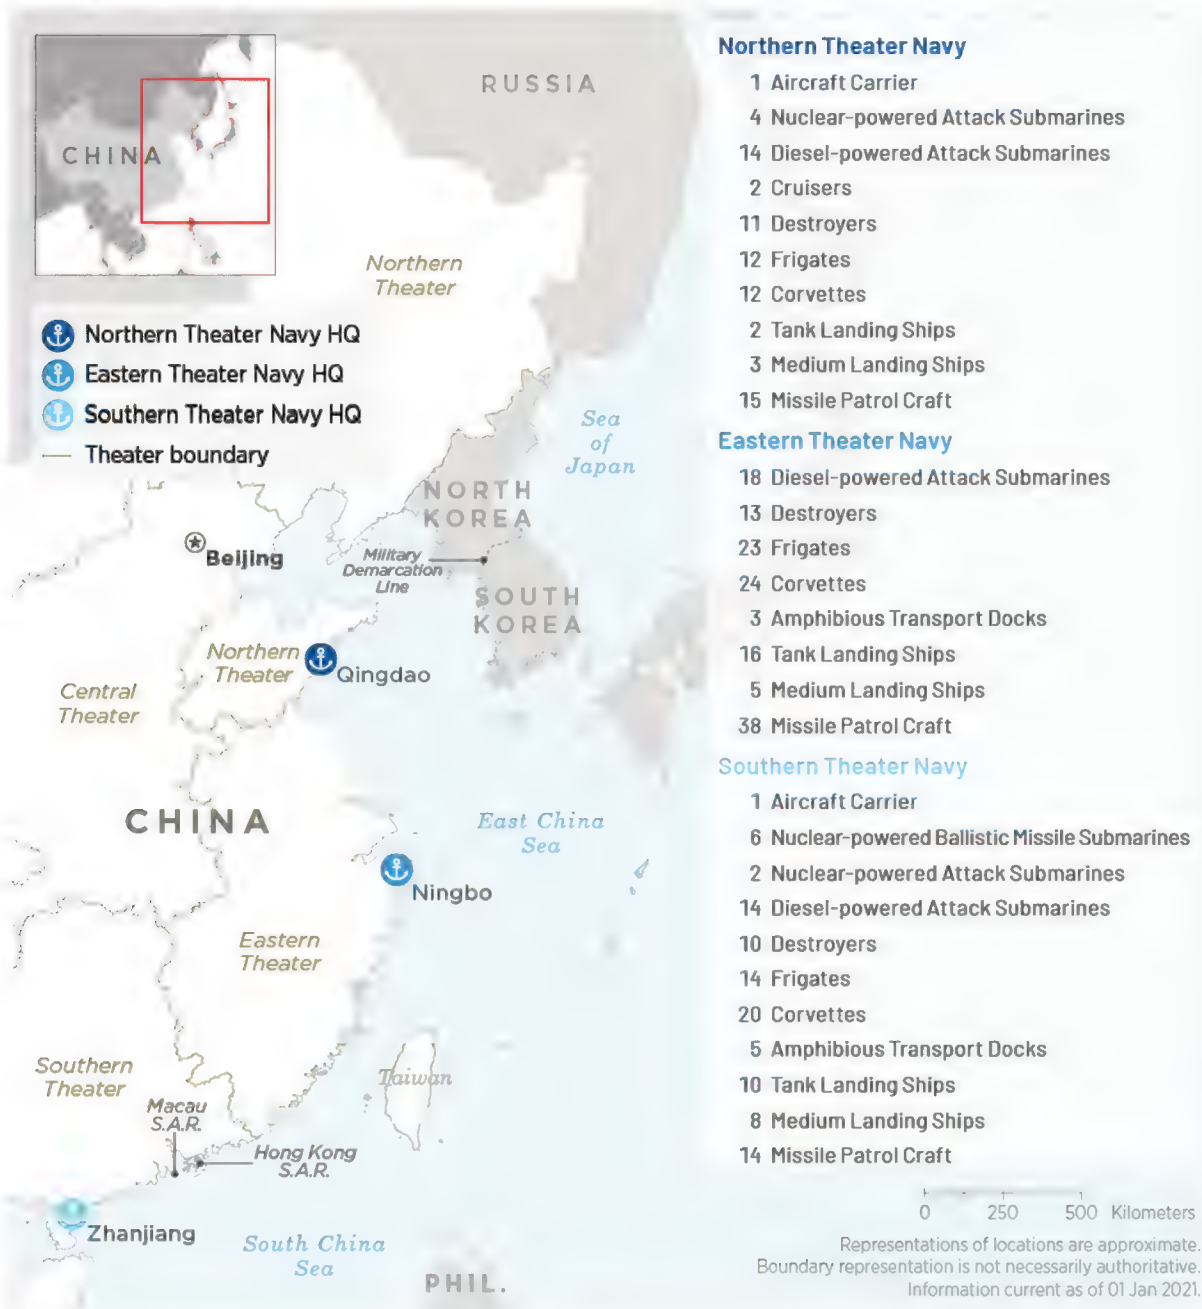 RUSSIA
CHINA
Northern
Theater
Northern Theater Navy HQ
Eastern Theater Navy HQ
Southern Theater Navy HQ
Theater boundary
Sea
of
Japan
NORTH
KOREA
Beijing
Military
Demarcation
Line
SOUTH
KOREA
Northern
Theater
Qingdao
Central
Theater
CHINA
East China
Sea
Ningbo
Eastern
Theater
Southern
Theater
Taiwan
Macau
S.A.R.
Hong Kong
S.A.R.
Zhanjiang
South China
Sea
PHIL.
Northern Theater Navy
1 Aircraft Carrier
4 Nuclear-powered Attack Submarines
14 Diesel-powered Attack Submarines
2 Cruisers
11 Destroyers
12 Frigates
12 Corvettes
2 Tank Landing Ships
3 Medium Landing Ships
15 Missile Patrol Craft
Eastern Theater Navy
18 Diesel-powered Attack Submarines
13 Destroyers
23 Frigates
24 Corvettes
3 Amphibious Transport Docks
16 Tank Landing Ships
5 Medium Landing Ships
38 Missile Patrol Craft
Southern Theater Navy
1 Aircraft Carrier
6 Nuclear-powered Ballistic Missile Submarines
2 Nuclear-powered Attack Submarines
14 Diesel-powered Attack Submarines
10 Destroyers
14 Frigates
20 Corvettes
5 Amphibious Transport Docks
10 Tank Landing Ships
8 Medium Landing Ships
14 Missile Patrol Craft
0 250 500 Kilometers
Representations of locations are approximate.
Boundary representation is not necessarily authoritative.
Information current as of 01 Jan 2021